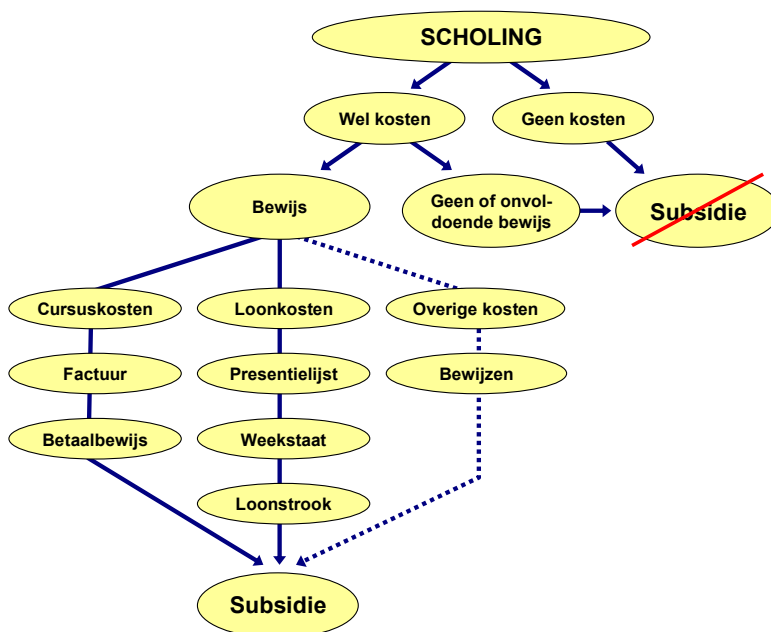 SCHOLING
Wel kosten
Geen kosten
Bewijs
Geen of onvol-
doende bewijs
Subsidie
Cursuskosten
Loonkosten
Overige kosten
Factuur
Presentielijst
Bewijzen
Betaalbewijs
Weekstaat
Loonstrook
Subsidie